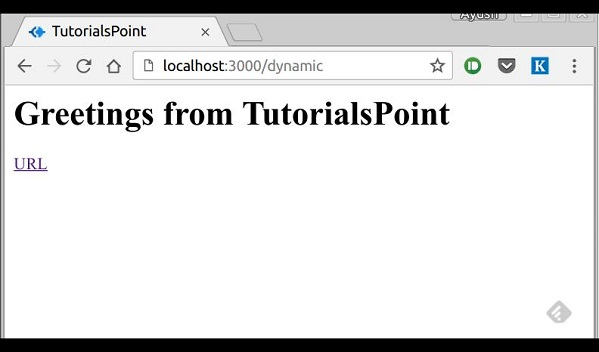 Ayush
TutorialsPoint
localhost:3000/dynamic
K
Greetings from TutorialsPoint
URL